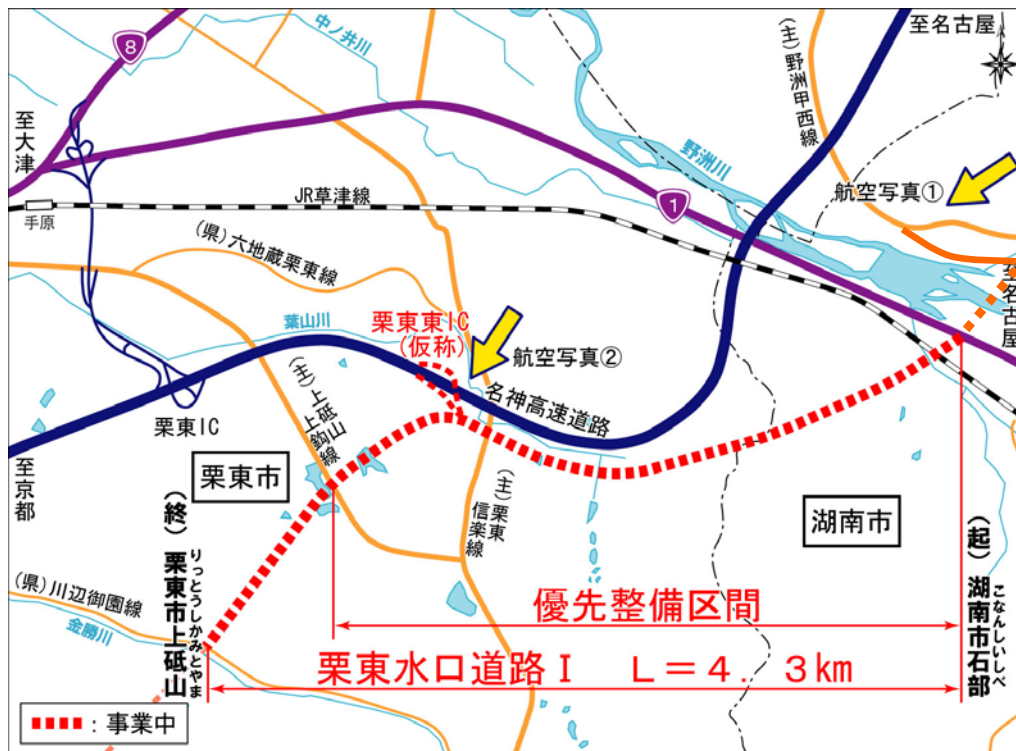 8
中ノ井川
至名古屋
(主)野洲甲西線
至大津
野洲川
航空写真①
JR草津線
手原
1
(県)六地蔵栗東線
至名古屋
葉山川
栗東東IC
(仮称)
航空写真②
名神高速道路
(主)上砥山
上鈎線
栗東IC
栗東市
至京都
(主)栗東
信楽線
湖南市
(終)栗東市上砥山
りっとうしかみとやま
(起)湖南市石部
こなんしいしべ
(県)川辺御園線
金勝川
優先整備区間
栗東水口道路Ⅰ L=4.3km
:事業中